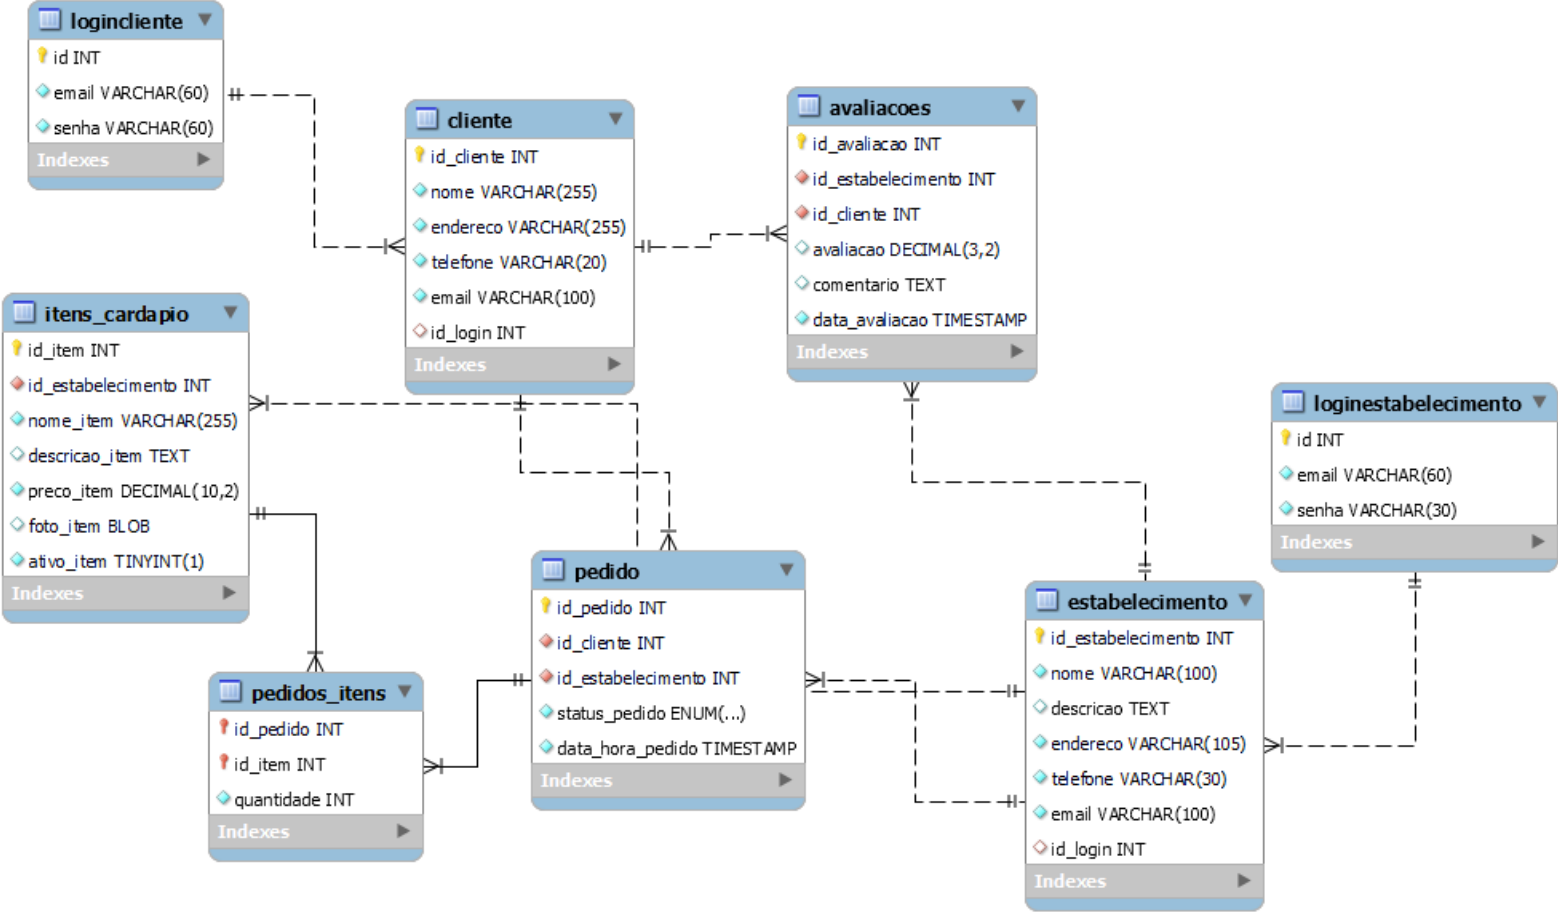 logincliente
id INT
email VARCHAR(60)
senha VARCHAR(60)
Indexes
cliente
id_cliente INT
nome VARCHAR(255)
endereco VARCHAR(255)
telefone VARCHAR(20)
email VARCHAR(100)
id_login INT
Indexes
avaliacoes
id_avaliacao INT
id_estabelecimento INT
id_cliente INT
avaliacao DECIMAL(3,2)
comentario TEXT
data_avaliacao TIMESTAMP
Indexes
itens_cardapio
id_item INT
id_estabelecimento INT
nome_item VARCHAR(255)
descricao_item TEXT
preco_item DECIMAL(10,2)
foto_item BLOB
ativo_item TINYINT(1)
Indexes
loginestabelecimento
id INT
email VARCHAR(60)
senha VARCHAR(30)
Indexes
pedido
id_pedido INT
id_cliente INT
id_estabelecimento INT
status_pedido ENUM(...)
data_hora_pedido TIMESTAMP
Indexes
estabelecimento
id_estabelecimento INT
nome VARCHAR(100)
descricao TEXT
endereco VARCHAR(105)
telefone VARCHAR(30)
email VARCHAR(100)
id_login INT
Indexes
pedidos_itens
id_pedido INT
id_item INT
quantidade INT
Indexes